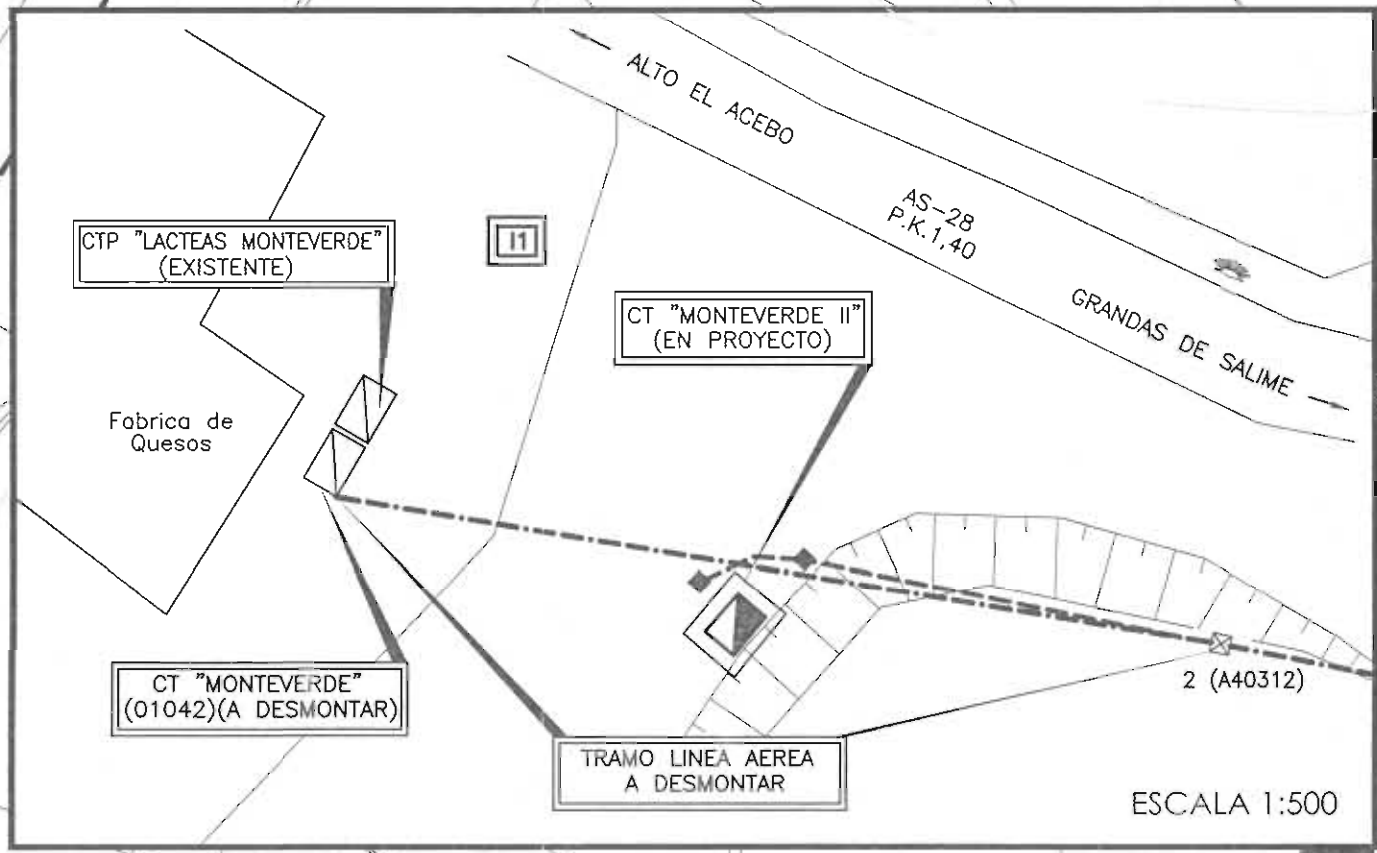 ALTO EL ACEBO
AS-28
P.K.1,40
GRANDAS DE SALIME
CTP "LACTEAS MONTEVERDE"
(EXISTENTE)
I1
CT "MONTEVERDE II"
(EN PROYECTO)
Fabrica de
Quesos
CT "MONTEVERDE"
(01042)(A DESMONTAR)
TRAMO LINEA AEREA
A DESMONTAR
2 (A40312)
ESCALA 1:500